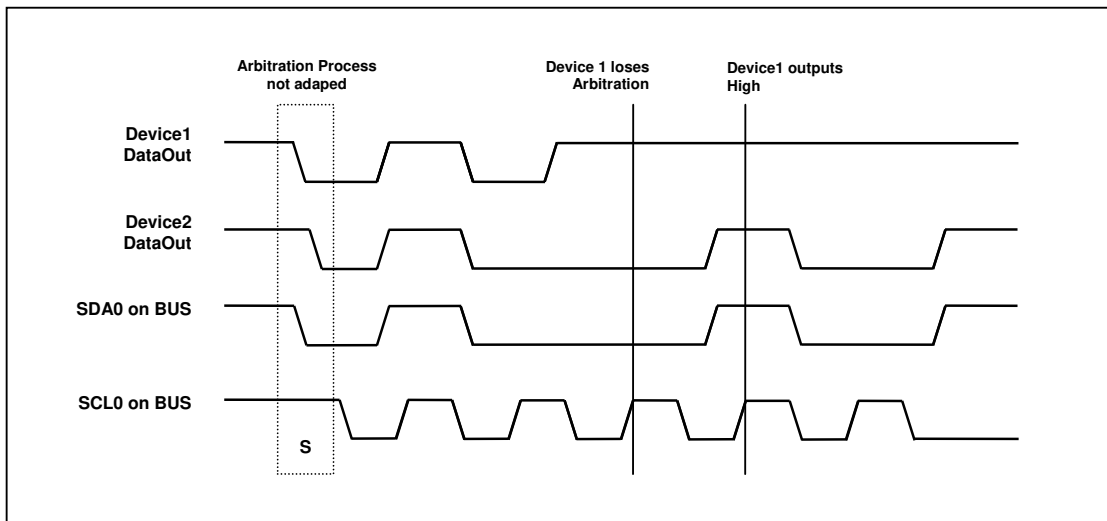 Arbitration Process
not adaped
Device 1 loses
Arbitration
Device1 outputs
High
Device1
DataOut
Device2
DataOut
SDA0 on BUS
SCL0 on BUS
S